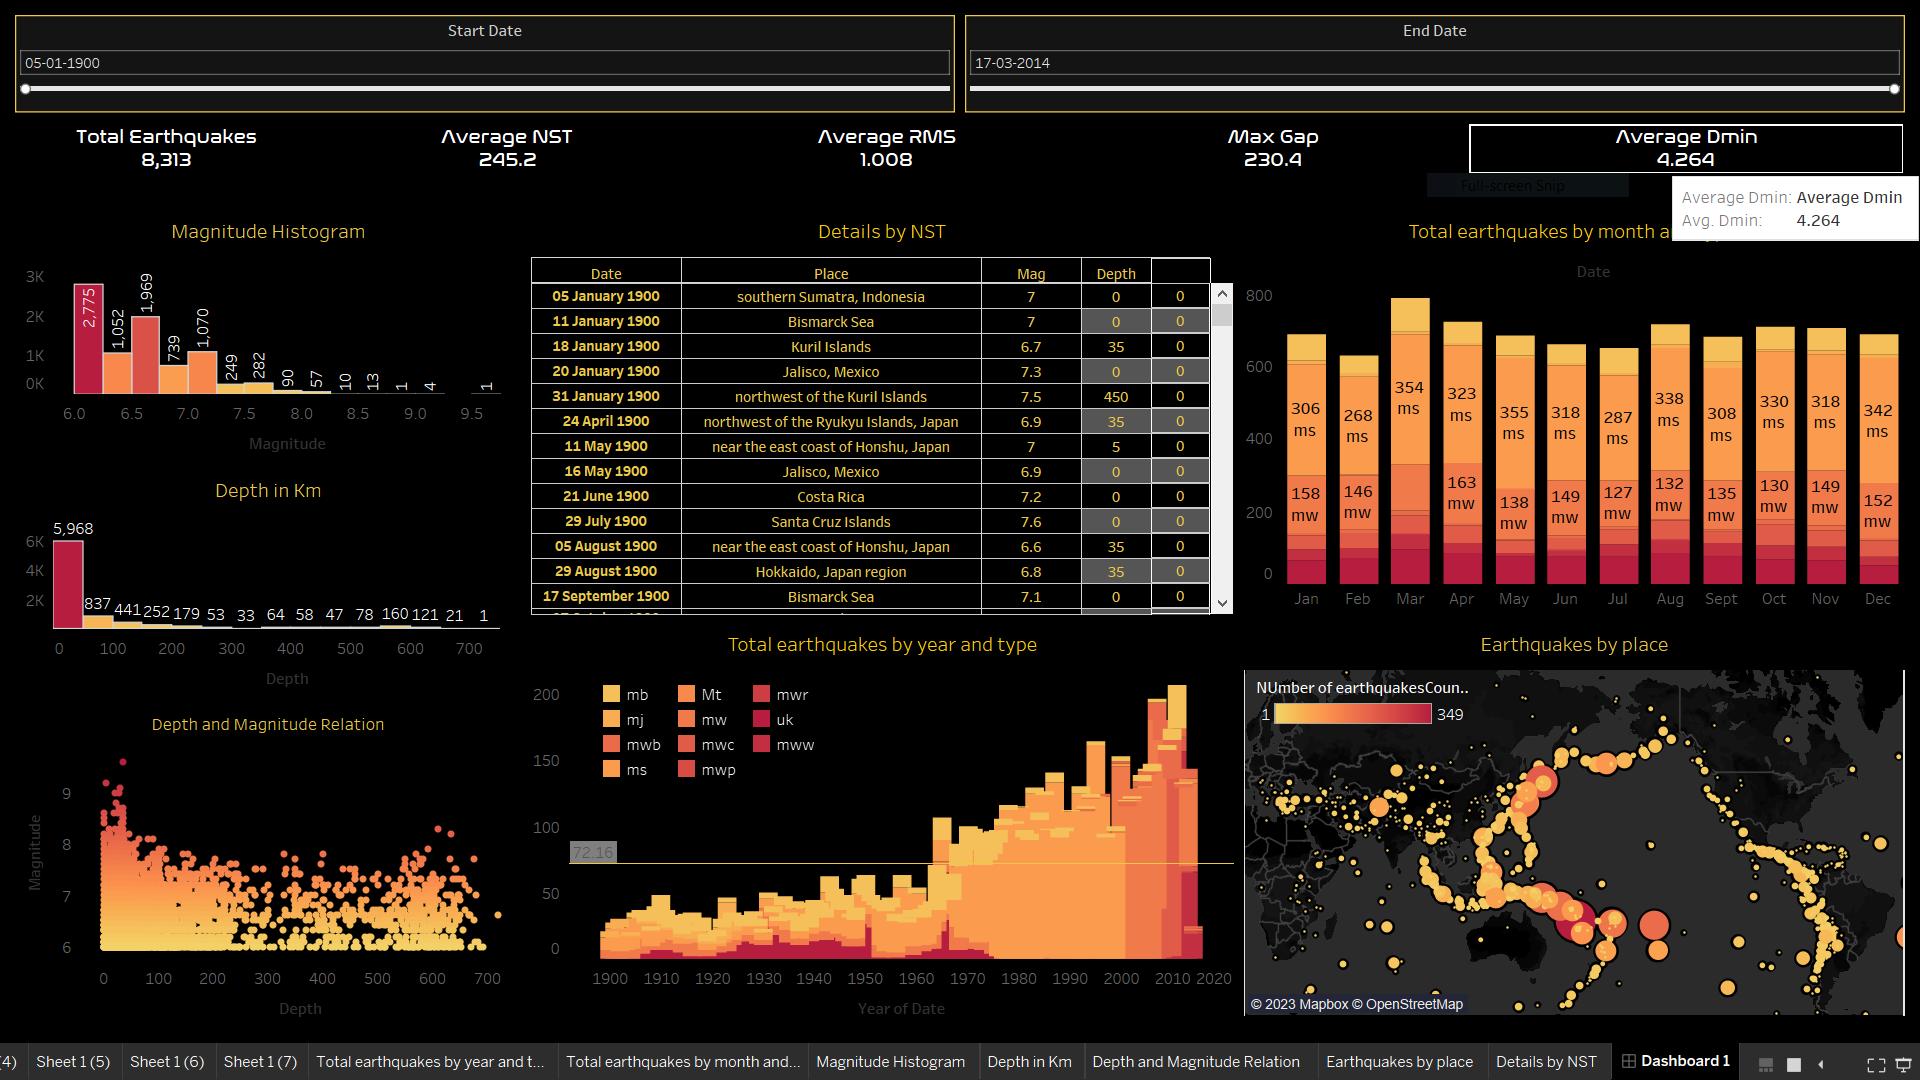 Start Date
05-01-1900
End Date
17-03-2014
Total Earthquakes
8,313
Average NST
245.2
Average RMS
1.008
Max Gap
230.4
Average Dmin
4.264
Full-screen Snip
Average Dmin: Average Dmin
Avg. Dmin: 4.264
Magnitude Histogram
3K
2K
1K
0K
2,775
1,052
1,969
739
1,070
249
282
90
57
10
13
1
4
1
6.0 6.5 7.0 7.5 8.0 8.5 9.0 9.5
Magnitude
Depth in Km
6K
4K
2K
5,968
837 441 252 179 53 33 64 58 47 78 160 121 21 1
0 100 200 300 400 500 600 700
Depth
Depth and Magnitude Relation
Magnitude
9
8
7
6
0 100 200 300 400 500 600 700
Depth
Details by NST
Date Place Mag Depth
05 January 1900 southern Sumatra, Indonesia 7 0 0
11 January 1900 Bismarck Sea 7 0 0
18 January 1900 Kuril Islands 6.7 35 0
20 January 1900 Jalisco, Mexico 7.3 0 0
31 January 1900 northwest of the Kuril Islands 7.5 450 0
24 April 1900 northwest of the Ryukyu Islands, Japan 6.9 35 0
11 May 1900 near the east coast of Honshu, Japan 7 5 0
16 May 1900 Jalisco, Mexico 6.9 0 0
21 June 1900 Costa Rica 7.2 0 0
29 July 1900 Santa Cruz Islands 7.6 0 0
05 August 1900 near the east coast of Honshu, Japan 6.6 35 0
29 August 1900 Hokkaido, Japan region 6.8 35 0
17 September 1900 Bismarck Sea 7.1 0 0
Total earthquakes by year and type
200
150
100
50
0
mb Mt mwr
mj mw uk
mwb mwc mww
ms mwp
72.16
1900 1910 1920 1930 1940 1950 1960 1970 1980 1990 2000 2010 2020
Year of Date
Total earthquakes by month a
Date
800
600
400
200
0
306 ms
268 ms
354 ms
323 ms
355 ms
318 ms
287 ms
338 ms
308 ms
330 ms
318 ms
342 ms
158 mw
146 mw
163 mw
138 mw
149 mw
127 mw
132 mw
135 mw
130 mw
149 mw
152 mw
Jan Feb Mar Apr May Jun Jul Aug Sept Oct Nov Dec
Earthquakes by place
NUmber of earthquakesCoun..
1 349
© 2023 Mapbox © OpenStreetMap
(4) Sheet 1 (5) Sheet 1 (6) Sheet 1 (7) Total earthquakes by year and t... Total earthquakes by month and... Magnitude Histogram Depth in Km Depth and Magnitude Relation Earthquakes by place Details by NST Dashboard 1